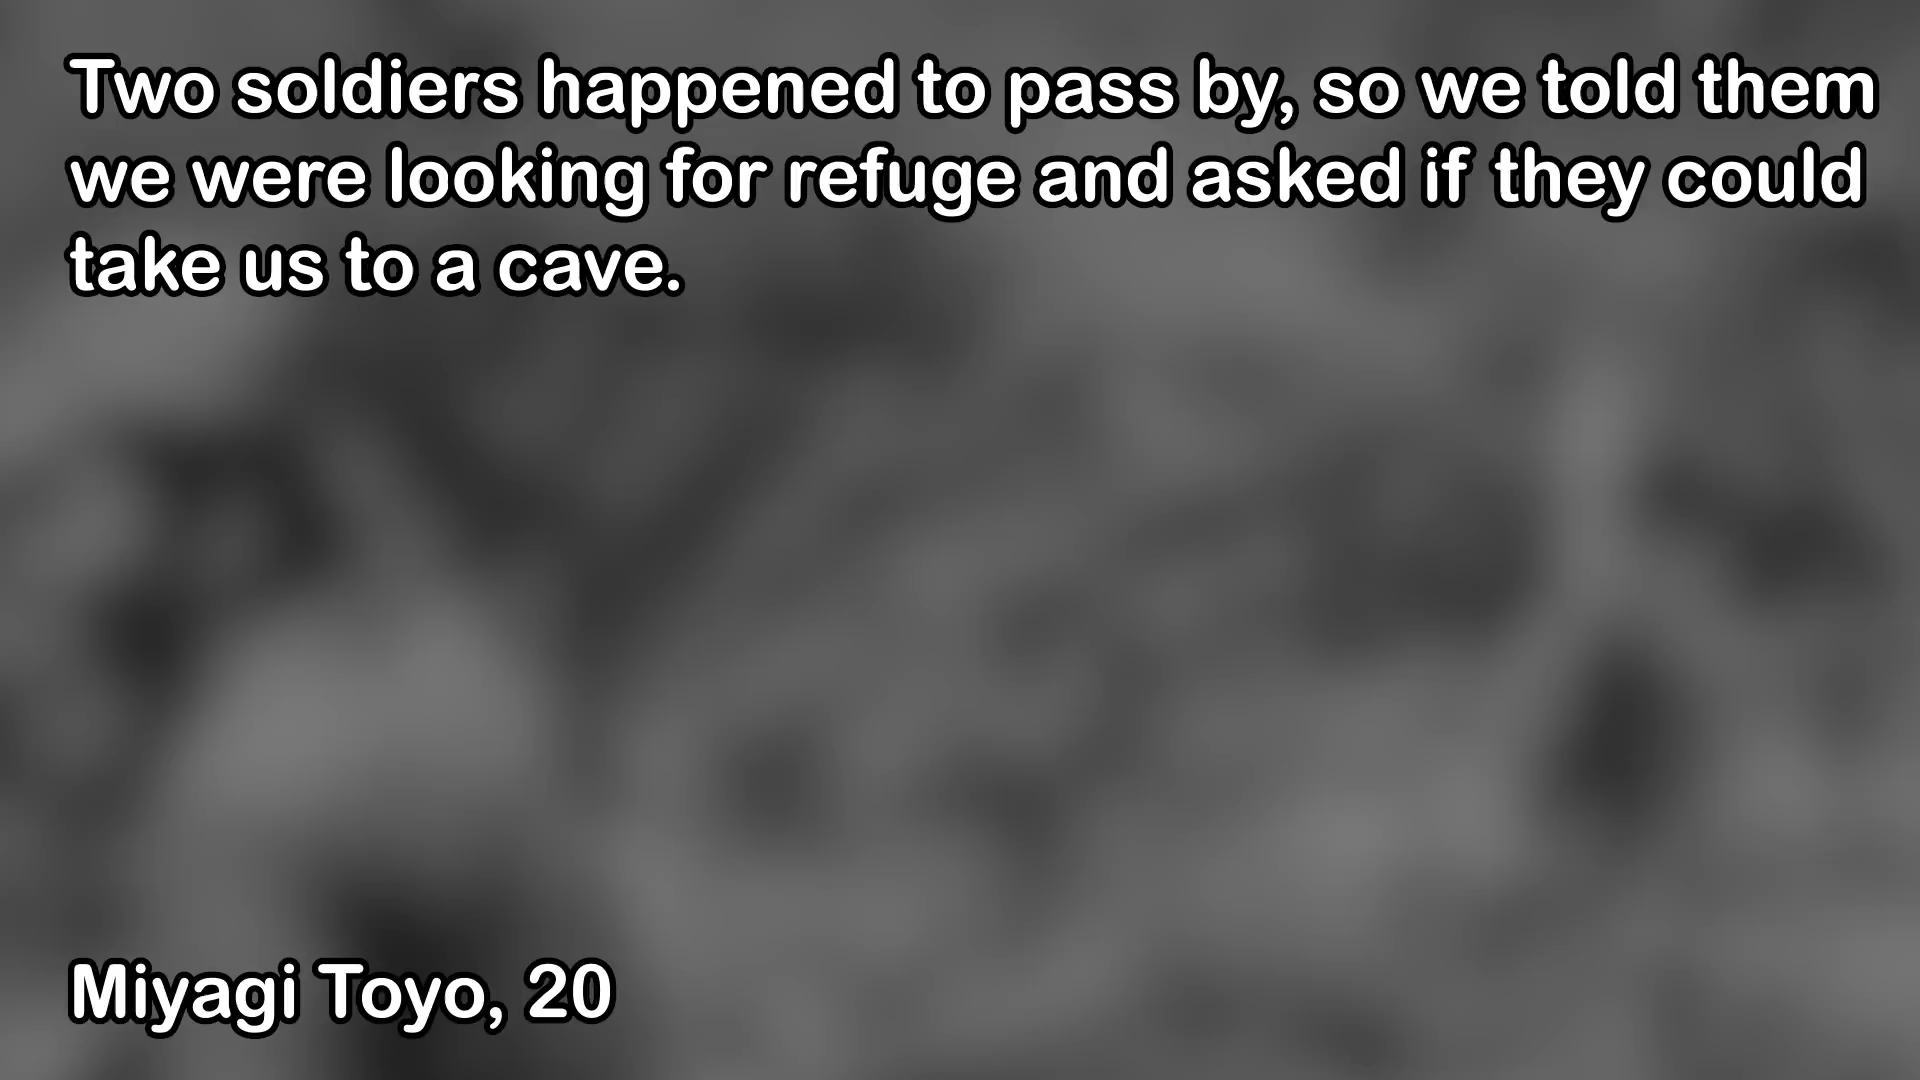 Two soldiers happened to pass by, so we told them
we were looking for refuge and asked if they could
take us to a cave.
Miyagi Toyo, 20